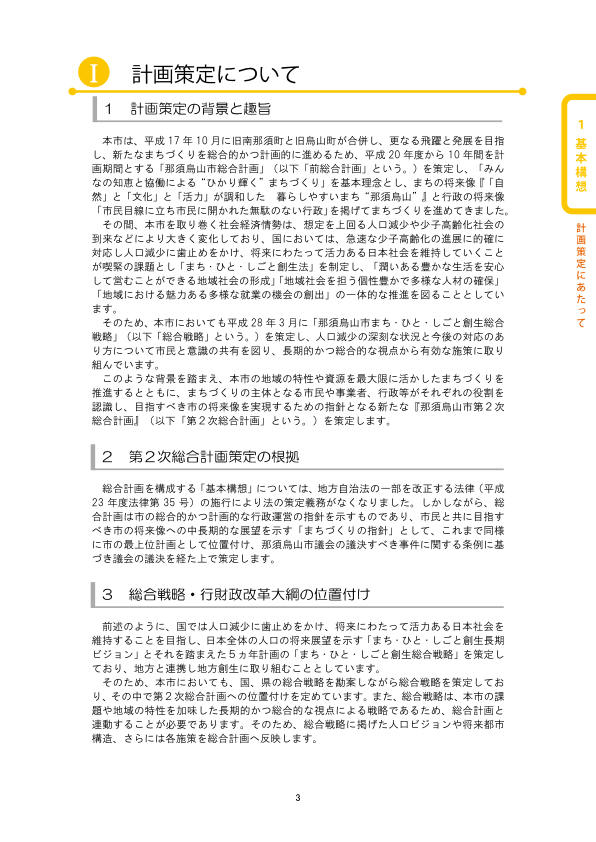 Ⅰ 計画策定について
１ 計画策定の背景と趣旨
本市は、平成 17 年 10 月に旧南那須町と旧烏山町が合併し、更なる飛躍と発展を目指
し、新たなまちづくりを総合的かつ計画的に進めるため、平成 20 年度から 10 年間を計
画期間とする「那須烏山市総合計画」（以下「前総合計画」という。）を策定し、「みん
なの知恵と協働による“ひかり輝く”まちづくり」を基本理念とし、まちの将来像『「自
然」と「文化」と「活力」が調和した 暮らしやすいまち“那須烏山”』と行政の将来像
「市民目線に立ち市民に開かれた無駄のない行政」を掲げてまちづくりを進めてきました。
その間、本市を取り巻く社会経済情勢は、想定を上回る人口減少や少子高齢化社会の
到来などにより大きく変化しており、国においては、急速な少子高齢化の進展に的確に
対応し人口減少に歯止めをかけ、将来にわたって活力ある日本社会を維持していくこと
が喫緊の課題とし「まち・ひと・しごと創生法」を制定し、「潤いある豊かな生活を安心
して営むことができる地域社会の形成」「地域社会を担う個性豊かで多様な人材の確保」
「地域における魅力ある多様な就業の機会の創出」の一体的な推進を図ることとしてい
ます。
そのため、本市においても平成 28 年３月に「那須烏山市まち・ひと・しごと創生総合
戦略」（以下「総合戦略」という。）を策定し、人口減少の深刻な状況と今後の対応のあ
り方について市民と意識の共有を図り、長期的かつ総合的な視点から有効な施策に取り
組んでいます。
このような背景を踏まえ、本市の地域の特性や資源を最大限に活かしたまちづくりを
推進するとともに、まちづくりの主体となる市民や事業者、行政等がそれぞれの役割を
認識し、目指すべき市の将来像を実現するための指針となる新たな『那須烏山市第２次
総合計画』（以下「第２次総合計画」という。）を策定します。
２ 第２次総合計画策定の根拠
総合計画を構成する「基本構想」については、地方自治法の一部を改正する法律（平成
23 年度法律第 35 号）の施行により法の策定義務がなくなりました。しかしながら、総
合計画は市の総合的かつ計画的な行政運営の指針を示すものであり、市民と共に目指す
べき市の将来像への中長期的な展望を示す「まちづくりの指針」として、これまで同様
に市の最上位計画として位置付け、那須烏山市議会の議決すべき事件に関する条例に基
づき議会の議決を経た上で策定します。
３ 総合戦略・行財政改革大綱の位置付け
前述のように、国では人口減少に歯止めをかけ、将来にわたって活力ある日本社会を
維持することを目指し、日本全体の人口の将来展望を示す「まち・ひと・しごと創生長期
ビジョン」とそれを踏まえた５ヵ年計画の「まち・ひと・しごと創生総合戦略」を策定し
ており、地方と連携し地方創生に取り組むこととしています。
そのため、本市においても、国、県の総合戦略を勘案しながら総合戦略を策定してお
り、その中で第２次総合計画への位置付けを定めています。また、総合戦略は、本市の課
題や地域の特性を加味した長期的かつ総合的な視点による戦略であるため、総合計画と
連動することが必要であります。そのため、総合戦略に掲げた人口ビジョンや将来都市
構造、さらには各施策を総合計画へ反映します。
１ 基本構想
計画策定にあたって
3